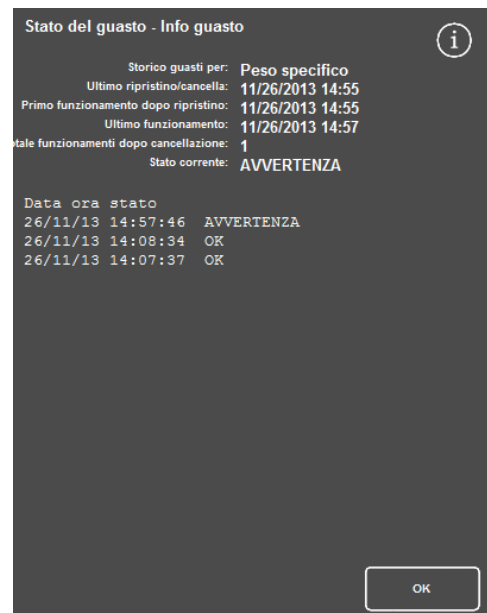 Stato del guasto - Info guasto
i
Storico guasti per: Peso specifico
Ultimo ripristino/cancella: 11/26/2013 14:55
Primo funzionamento dopo ripristino: 11/26/2013 14:55
Ultimo funzionamento: 11/26/2013 14:57
tale funzionamenti dopo cancellazione: 1
Stato corrente: AVVERTENZA
Data ora stato
26/11/13 14:57:46 AVVERTENZA
26/11/13 14:08:34 OK
26/11/13 14:07:37 OK
OK